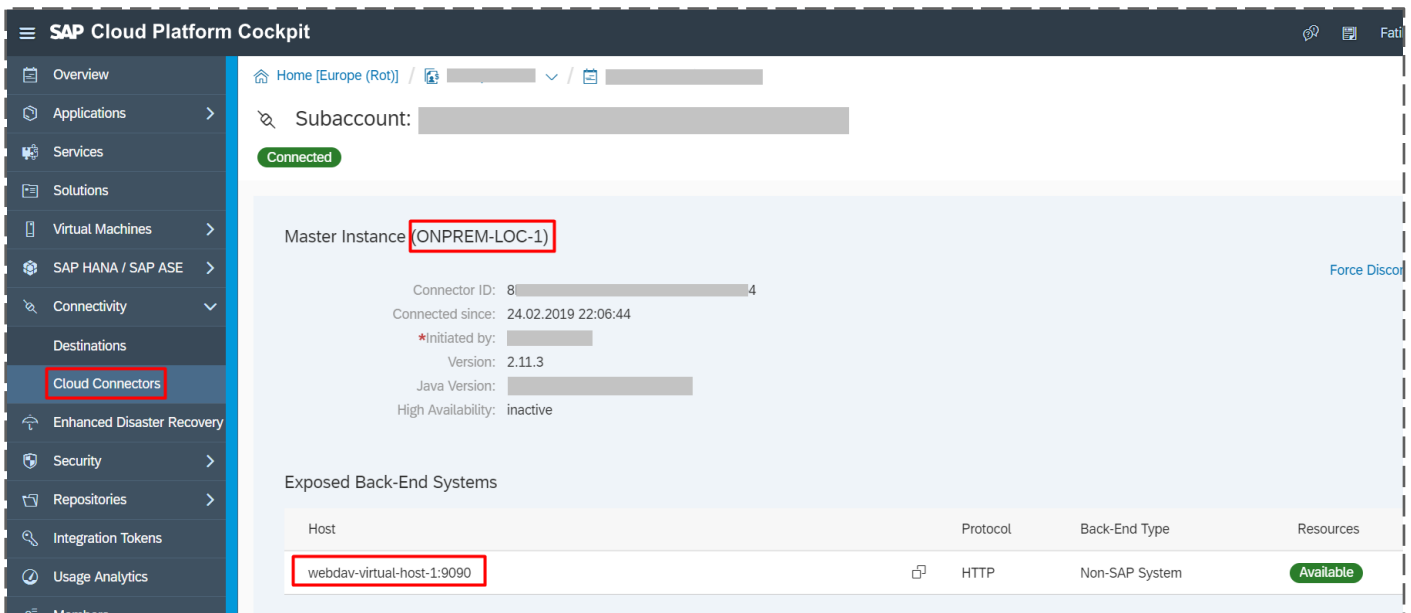 SAP Cloud Platform Cockpit
Overview
Applications
Services
Solutions
Virtual Machines
SAP HANA / SAP ASE
Connectivity
Destinations
Cloud Connectors
Enhanced Disaster Recovery
Security
Repositories
Integration Tokens
Usage Analytics
Home [Europe (Rot)] / /
Subaccount:
Connected
Master Instance (ONPREM-LOC-1)
Connector ID: 8 4
Connected since: 24.02.2019 22:06:44
*Initiated by:
Version: 2.11.3
Java Version:
High Availability: inactive
Exposed Back-End Systems
Host Protocol Back-End Type Resources
webdav-virtual-host-1:9090 HTTP Non-SAP System Available